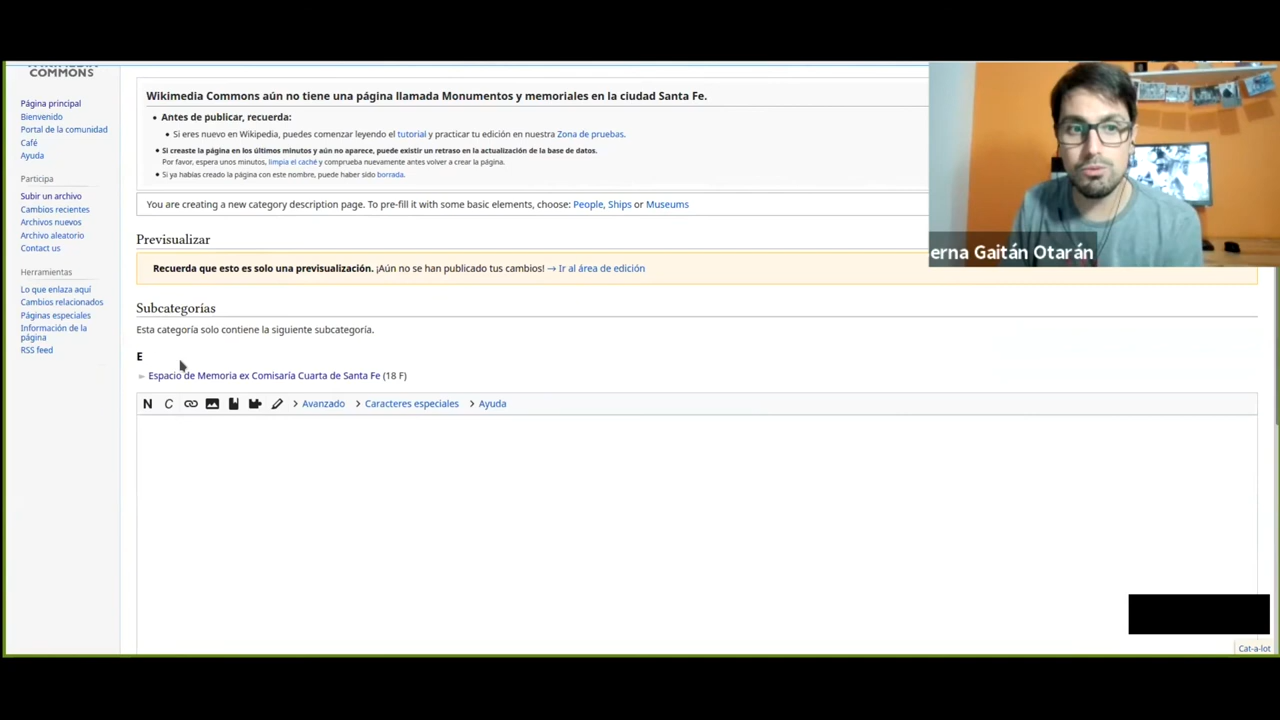 COMMONS
Página principal
Bienvenido
Portal de la comunidad
Café
Ayuda
Participa
Subir un archivo
Cambios recientes
Archivos nuevos
Archivo aleatorio
Contact us
Herramientas
Lo que enlaza aquí
Cambios relacionados
Páginas especiales
Información de la
página
RSS feed
Wikimedia Commons aún no tiene una página llamada Monumentos y memoriales en la ciudad Santa Fe.
• Antes de publicar, recuerda:
• Si eres nuevo en Wikipedia, puedes comenzar leyendo el tutorial y practicar tu edición en nuestra Zona de pruebas.
• Si creaste la página en los últimos minutos y aún no aparece, puede existir un retraso en la actualización de la base de datos.
Por favor, espera unos minutos, limpia el caché y comprueba nuevamente antes volver a crear la página.
• Si ya habías creado la página con este nombre, puede haber sido borrada.
You are creating a new category description page. To pre-fill it with some basic elements, choose: People, Ships or Museums
Previsualizar
Recuerda que esto es solo una previsualización. ¡Aún no se han publicado tus cambios! → Ir al área de edición
Subcategorías
Esta categoría solo contiene la siguiente subcategoría.
E
► Espacio de Memoria ex Comisaría Cuarta de Santa Fe (18 F)
N C > Avanzado > Caracteres especiales > Ayuda
erna Gaitán Otarán
Cat-a-lot